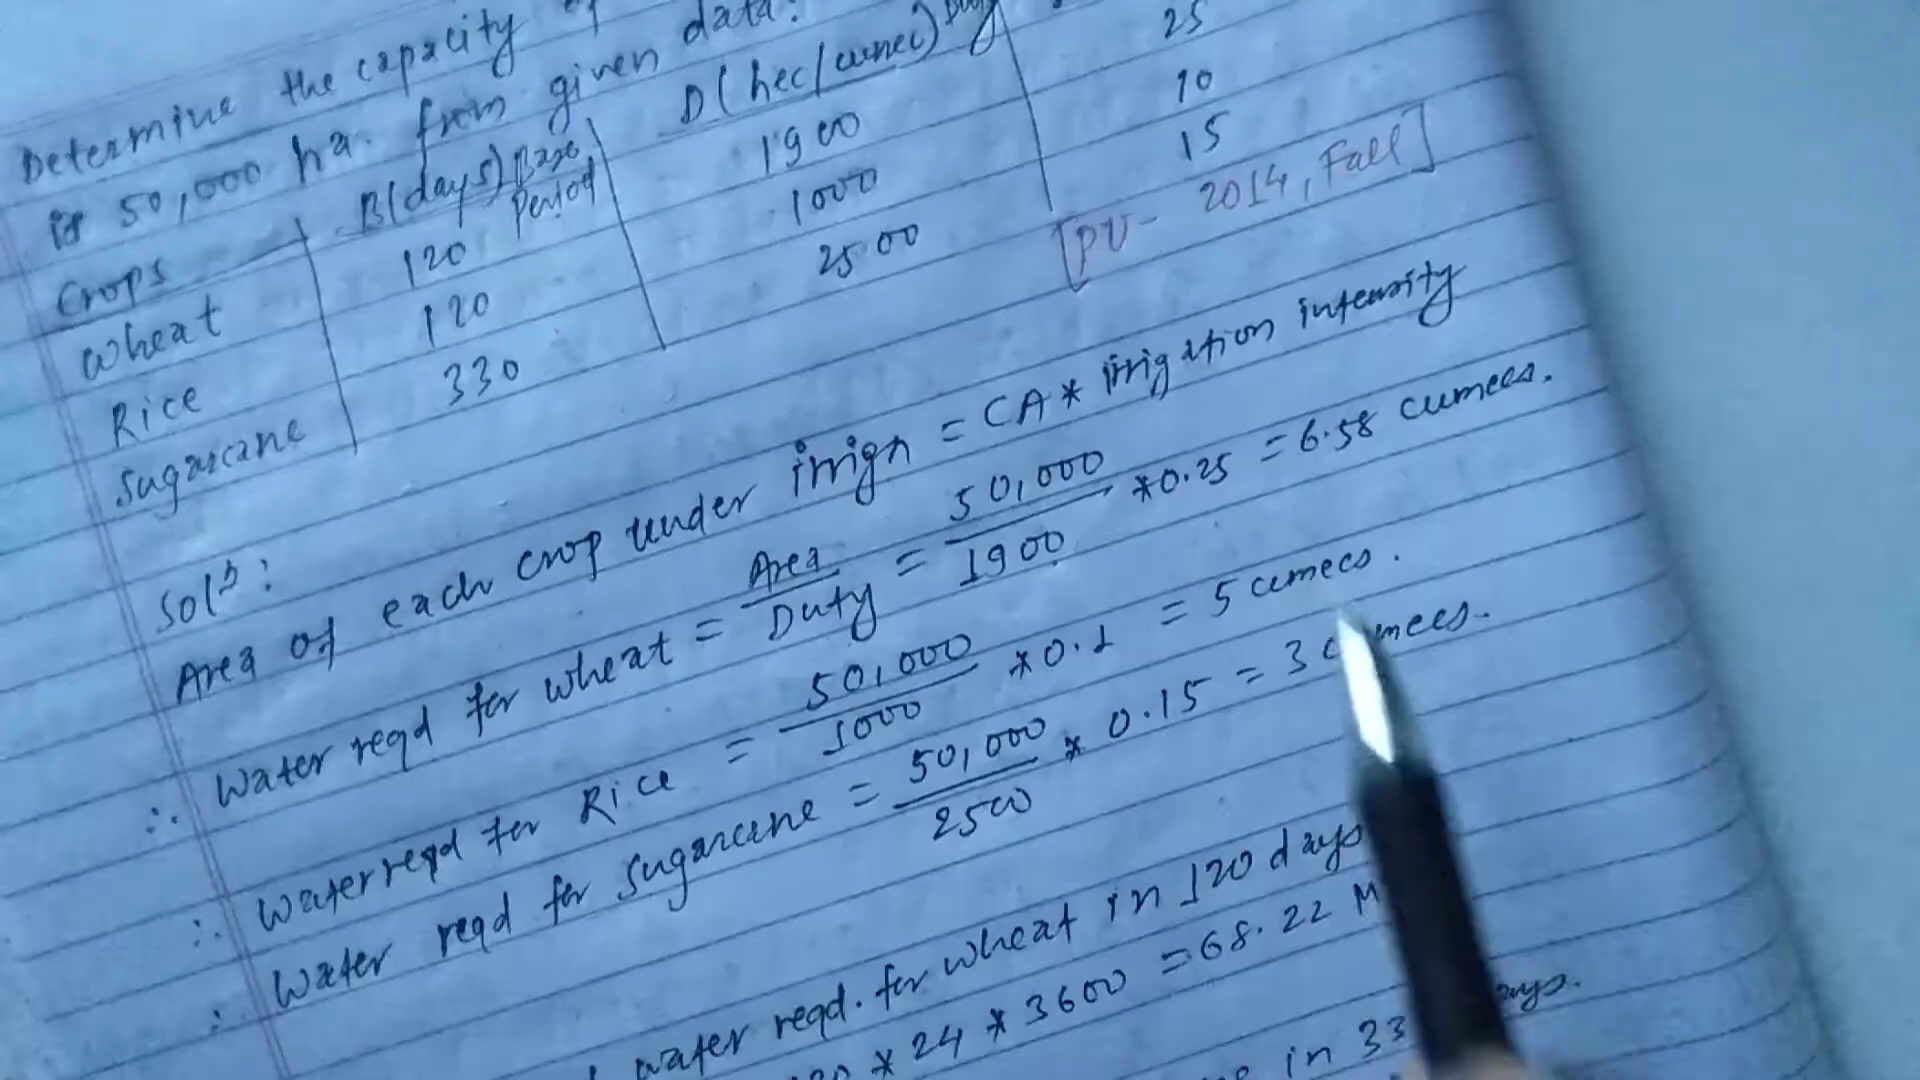 Determine the capacity of
is 50,000 ha. from given data:
Crops B(days) Base Period D(hec/cumec) Duty
Wheat 120 1900 25
Rice 120 1000 10
Sugarcane 330 2500 15
[PU- 2014, Fall]
Soln:
Area of each crop under irrign = CA * irrigation intensity
∴ Water reqd for wheat = Area/Duty = 50,000/1900 *0.25 = 6.58 cumecs.
∴ Water reqd for Rice = 50,000/1000 *0.1 = 5 cumecs.
∴ Water reqd for sugarcane = 50,000/2500 * 0.15 = 3 cumecs.
water reqd. for wheat in 120 days
* 24 * 3600 = 68.22 M
in 33